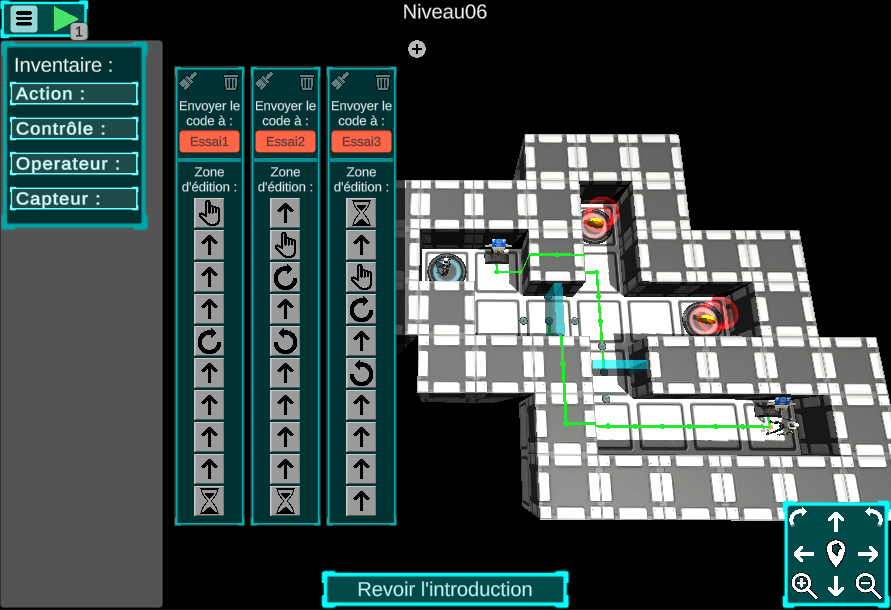 Niveau06
1
Inventaire :
Action :
Contrôle :
Operateur :
Capteur :
Envoyer le
code à :
Essai1
Zone
d'édition :
Envoyer le
code à :
Essai2
Zone
d'édition :
Envoyer le
code à :
Essai3
Zone
d'édition :
Revoir l'introduction